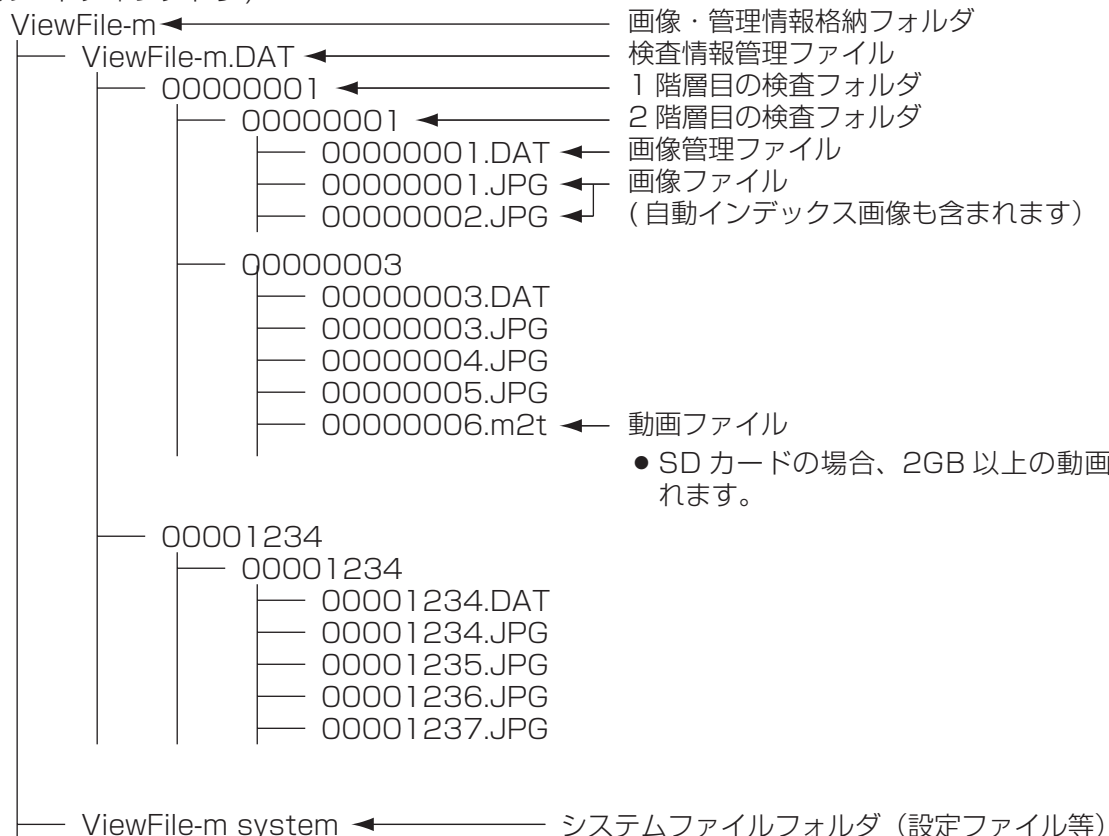 ViewFile-m 画像・管理情報格納フォルダ
ViewFile-m.DAT 検査情報管理ファイル
00000001 1 階層目の検査フォルダ
00000001 2 階層目の検査フォルダ
00000001.DAT 画像管理ファイル
00000001.JPG 画像ファイル
00000002.JPG ( 自動インデックス画像も含まれます）
00000003
00000003.DAT
00000003.JPG
00000004.JPG
00000005.JPG
00000006.m2t 動画ファイル
● SD カードの場合、2GB 以上の動画
れます。
00001234
00001234
00001234.DAT
00001234.JPG
00001235.JPG
00001236.JPG
00001237.JPG
ViewFile-m system システムファイルフォルダ（設定ファイル等）